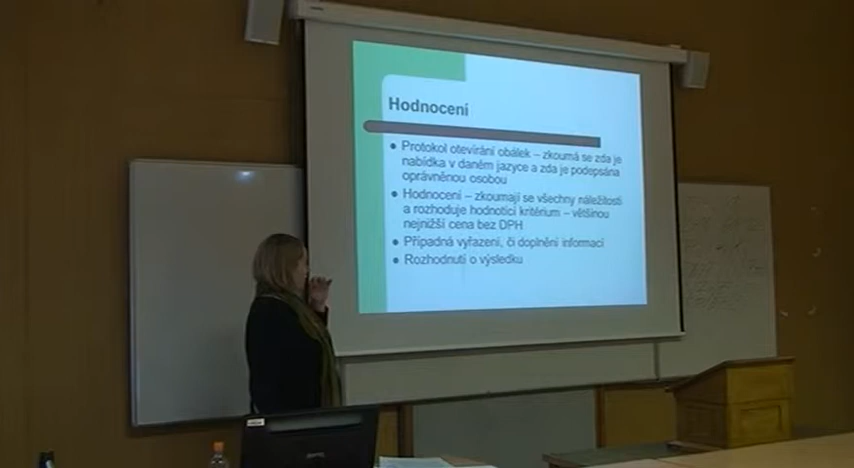 Hodnocení
Protokol otevírání obálek – zkoumá se zda je
nabídka v daném jazyce a zda je podepsána
oprávněnou osobou
Hodnocení – zkoumají se všechny náležitosti
a rozhoduje hodnotící kritérium – většinou
nejnižší cena bez DPH
Případná vyřazení, či doplnění informací
Rozhodnutí o výsledku